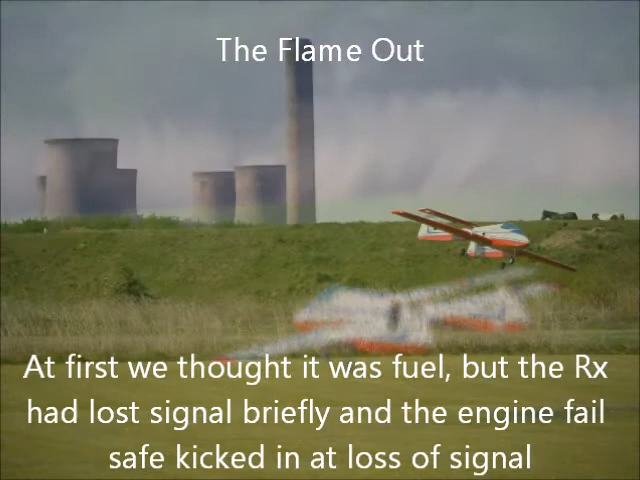 The Flame Out
At first we thought it was fuel, but the Rx
had lost signal briefly and the engine fail
safe kicked in at loss of signal